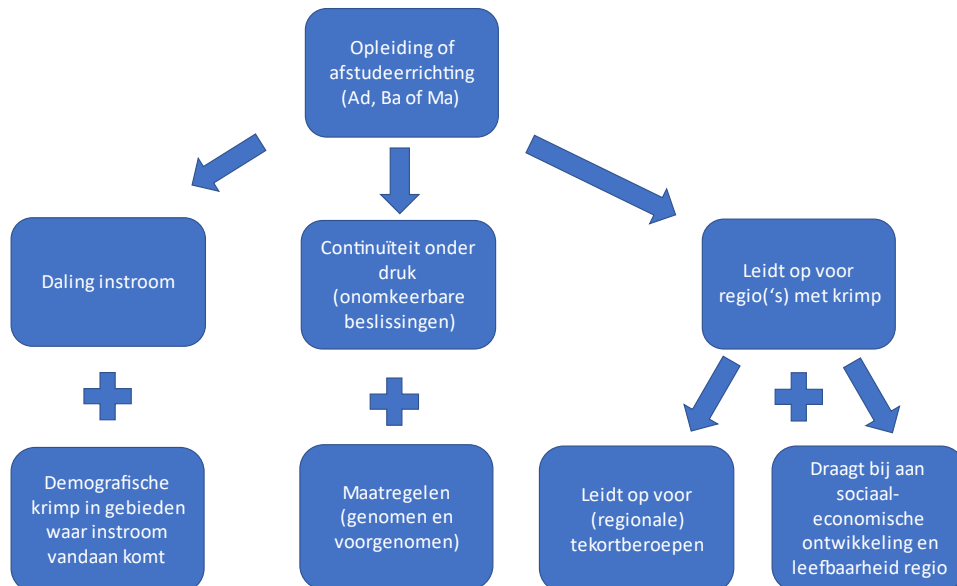 Opleiding of
afstudeerrichting
(Ad, Ba of Ma)
Daling instroom
Continuïteit onder
druk
(onomkeerbare
beslissingen)
Leidt op voor
regio(‘s) met krimp
Demografische
krimp in gebieden
waar instroom
vandaan komt
Maatregelen
(genomen en
voorgenomen)
Leidt op voor
(regionale)
tekortberoepen
Draagt bij aan
sociaal-
economische
ontwikkeling en
leefbaarheid regio